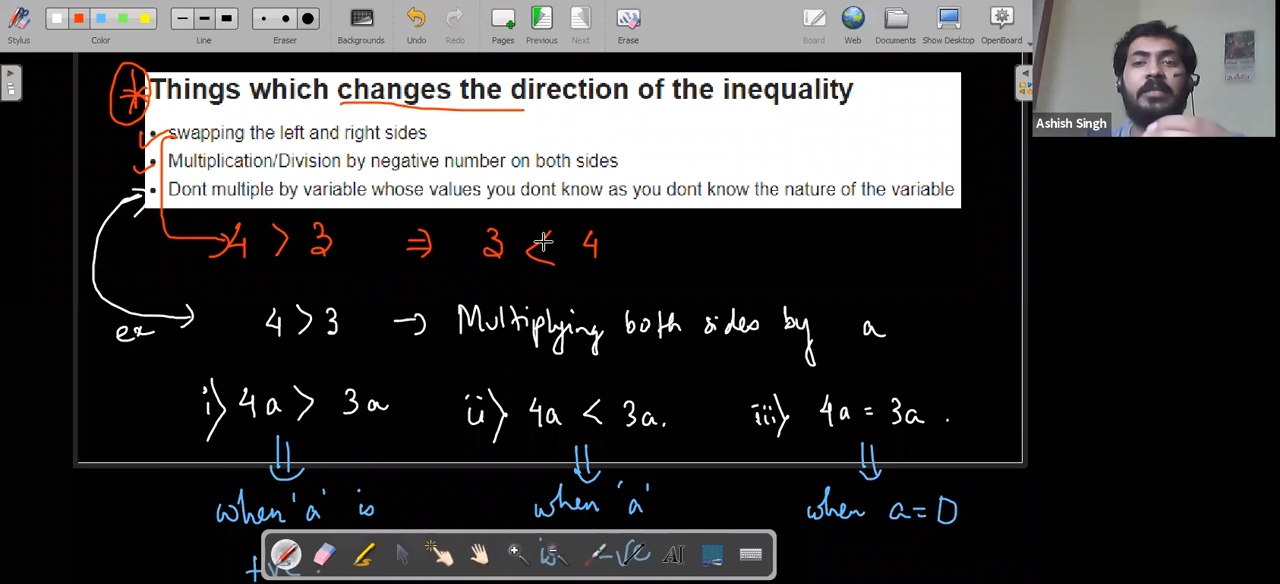 Stylus Color Line Eraser Backgrounds Undo Redo Pages Previous Next Erase Board Web Documents Show Desktop OpenBoard
Ashish Singh
Things which changes the direction of the inequality
• swapping the left and right sides
• Multiplication/Division by negative number on both sides
• Dont multiple by variable whose values you dont know as you dont know the nature of the variable
4 > 3 ⇒ 3 < 4
ex 4 > 3 → Multiplying both sides by a
i) 4a > 3a ii) 4a < 3a. iii) 4a = 3a .
when 'a' is when 'a' when a = 0
+ve is -ve
AI